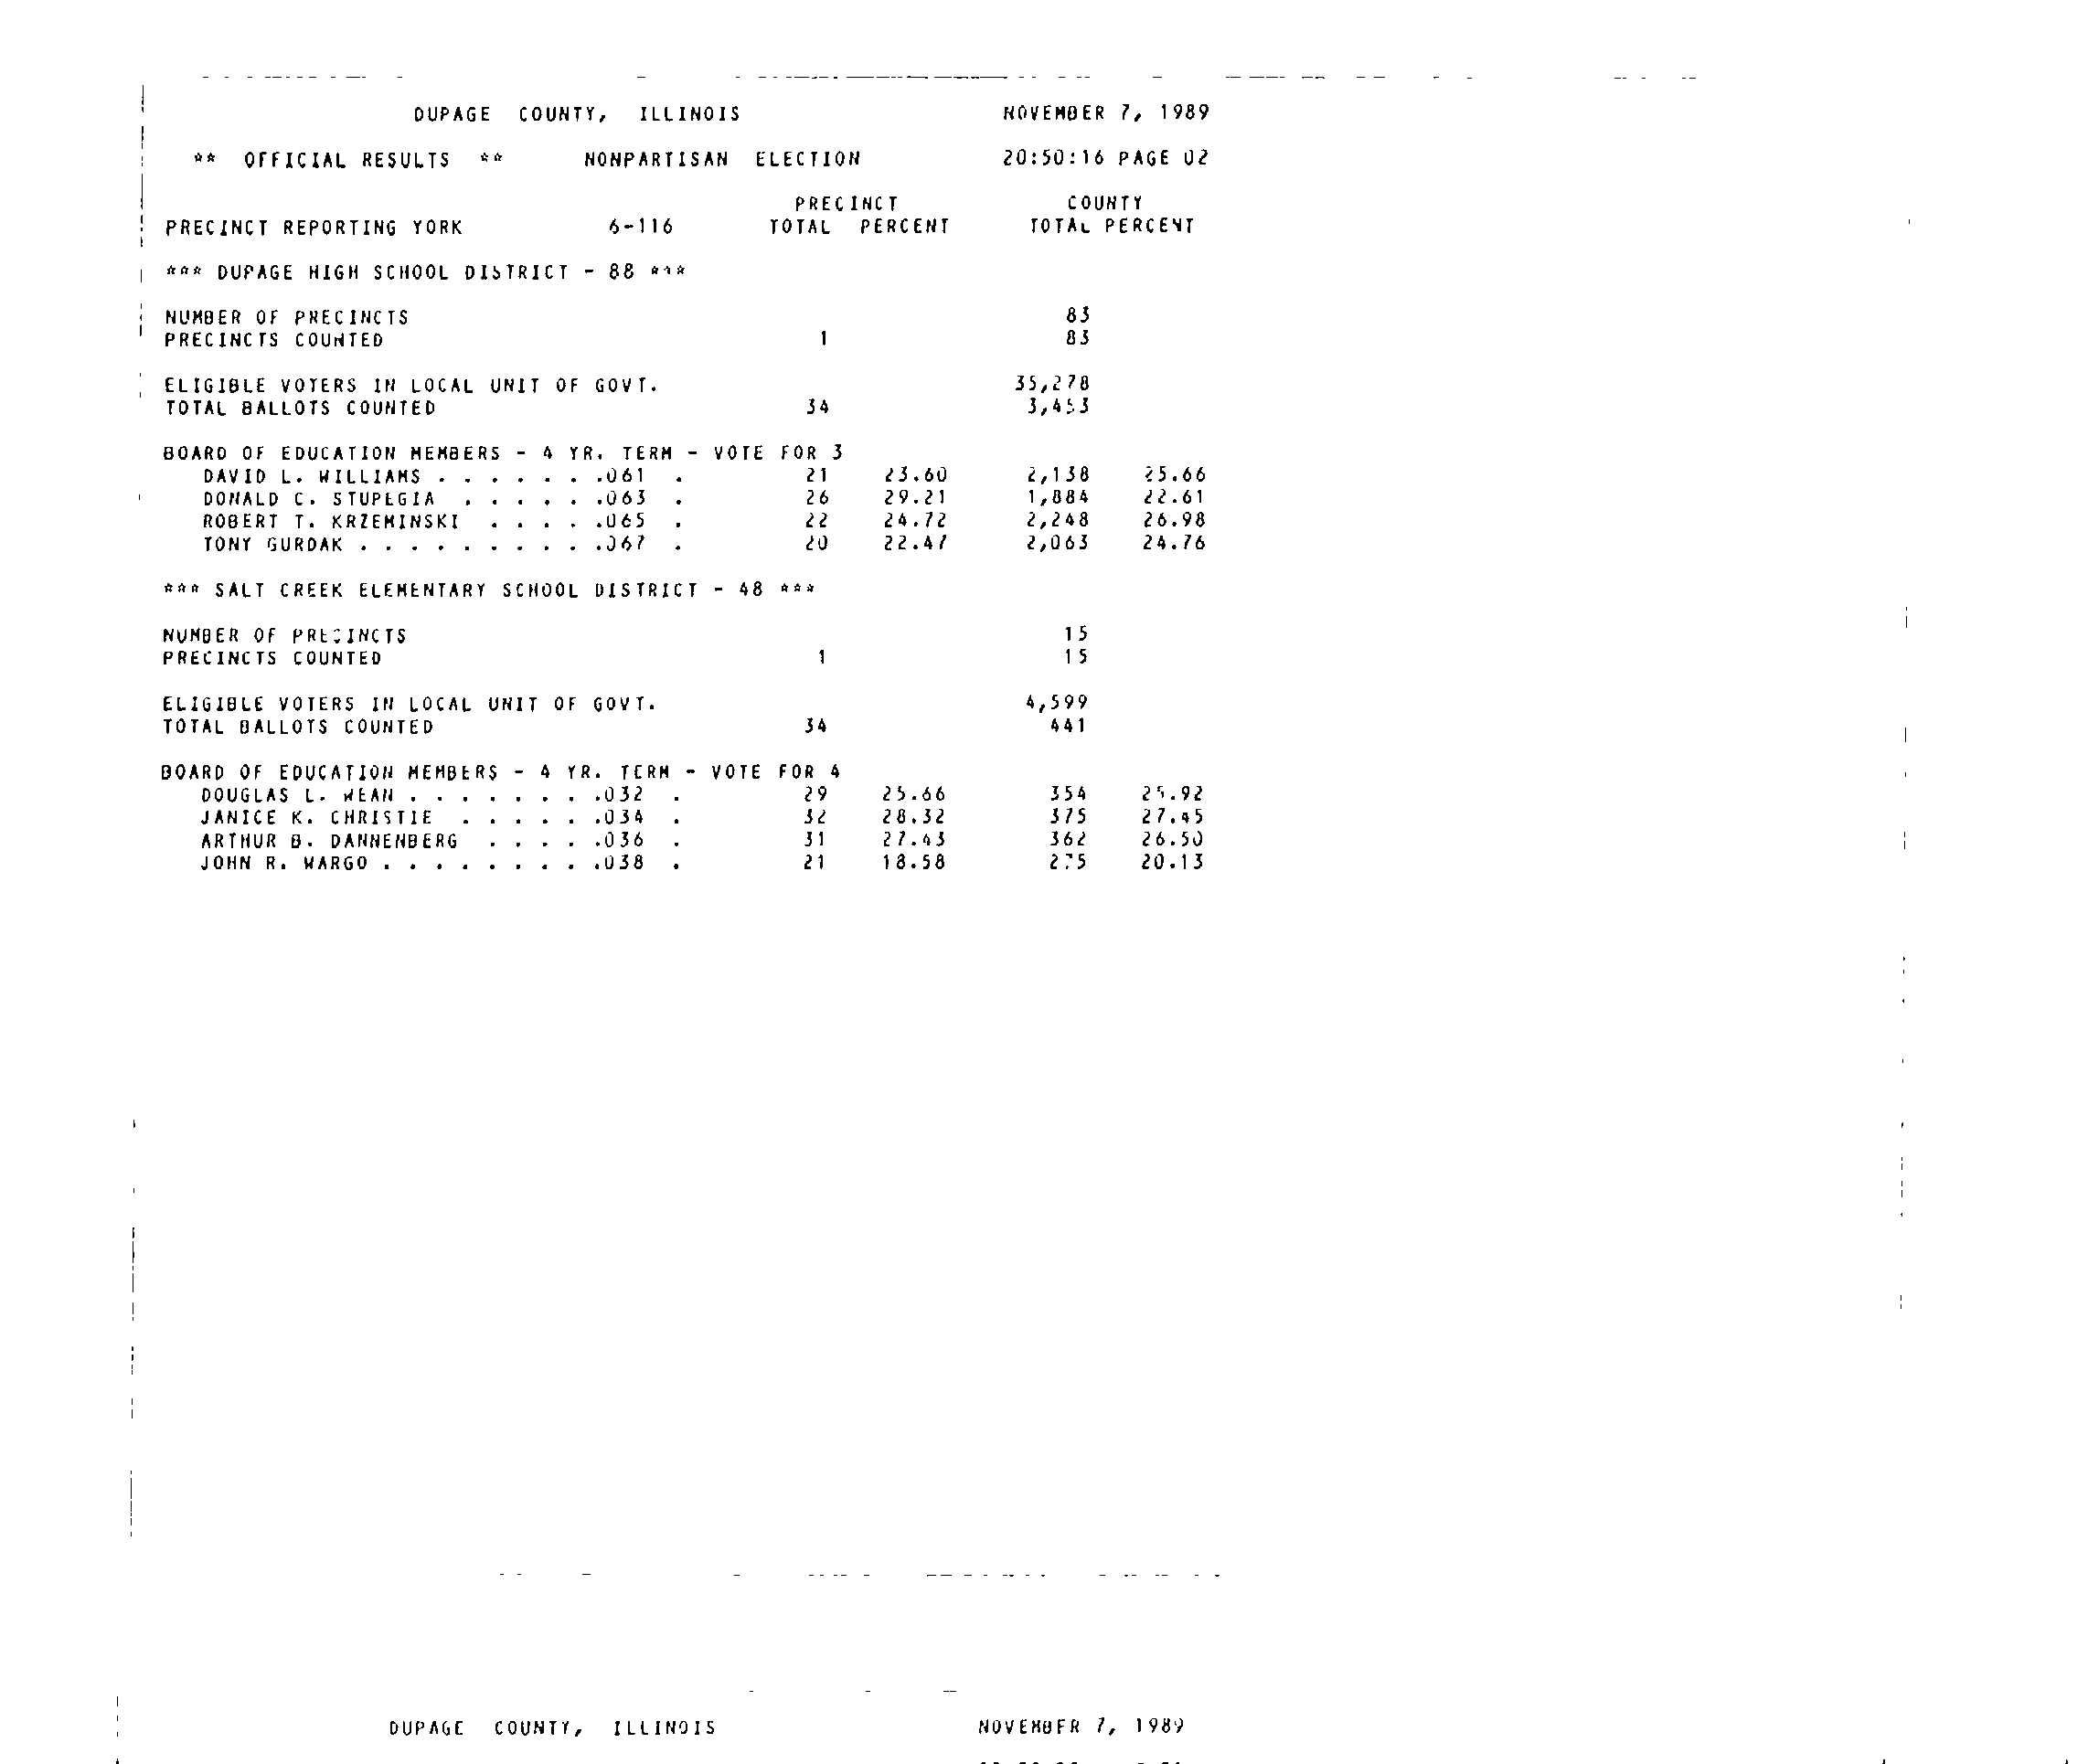 DUPAGE COUNTY, ILLINOIS NOVEMBER 7, 1989
** OFFICIAL RESULTS ** NONPARTISAN ELECTION 20:50:16 PAGE 02
PRECINCT COUNTY
PRECINCT REPORTING YORK 6-116 TOTAL PERCENT TOTAL PERCENT
*** DUPAGE HIGH SCHOOL DISTRICT - 88 ***
NUMBER OF PRECINCTS 83
PRECINCTS COUNTED 1 83
ELIGIBLE VOTERS IN LOCAL UNIT OF GOVT. 35,278
TOTAL BALLOTS COUNTED 34 3,453
BOARD OF EDUCATION MEMBERS - 4 YR. TERM - VOTE FOR 3
DAVID L. WILLIAMS . . . . . . .061 . 21 23.60 2,138 25.66
DONALD C. STUPEGIA . . . . . .063 . 26 29.21 1,884 22.61
ROBERT T. KRZEMINSKI . . . . .065 . 22 24.72 2,248 26.98
TONY GURDAK . . . . . . . . . .067 . 20 22.47 2,063 24.76
*** SALT CREEK ELEMENTARY SCHOOL DISTRICT - 48 ***
NUMBER OF PRECINCTS 15
PRECINCTS COUNTED 1 15
ELIGIBLE VOTERS IN LOCAL UNIT OF GOVT. 4,599
TOTAL BALLOTS COUNTED 34 441
BOARD OF EDUCATION MEMBERS - 4 YR. TERM - VOTE FOR 4
DOUGLAS L. WEAN . . . . . . . .032 . 29 25.66 354 25.92
JANICE K. CHRISTIE . . . . . .034 . 32 28.32 375 27.45
ARTHUR B. DANNENBERG . . . . .036 . 31 27.43 362 26.50
JOHN R. WARGO . . . . . . . . .038 . 21 18.58 275 20.13
DUPAGE COUNTY, ILLINOIS NOVEMBER 7, 1989